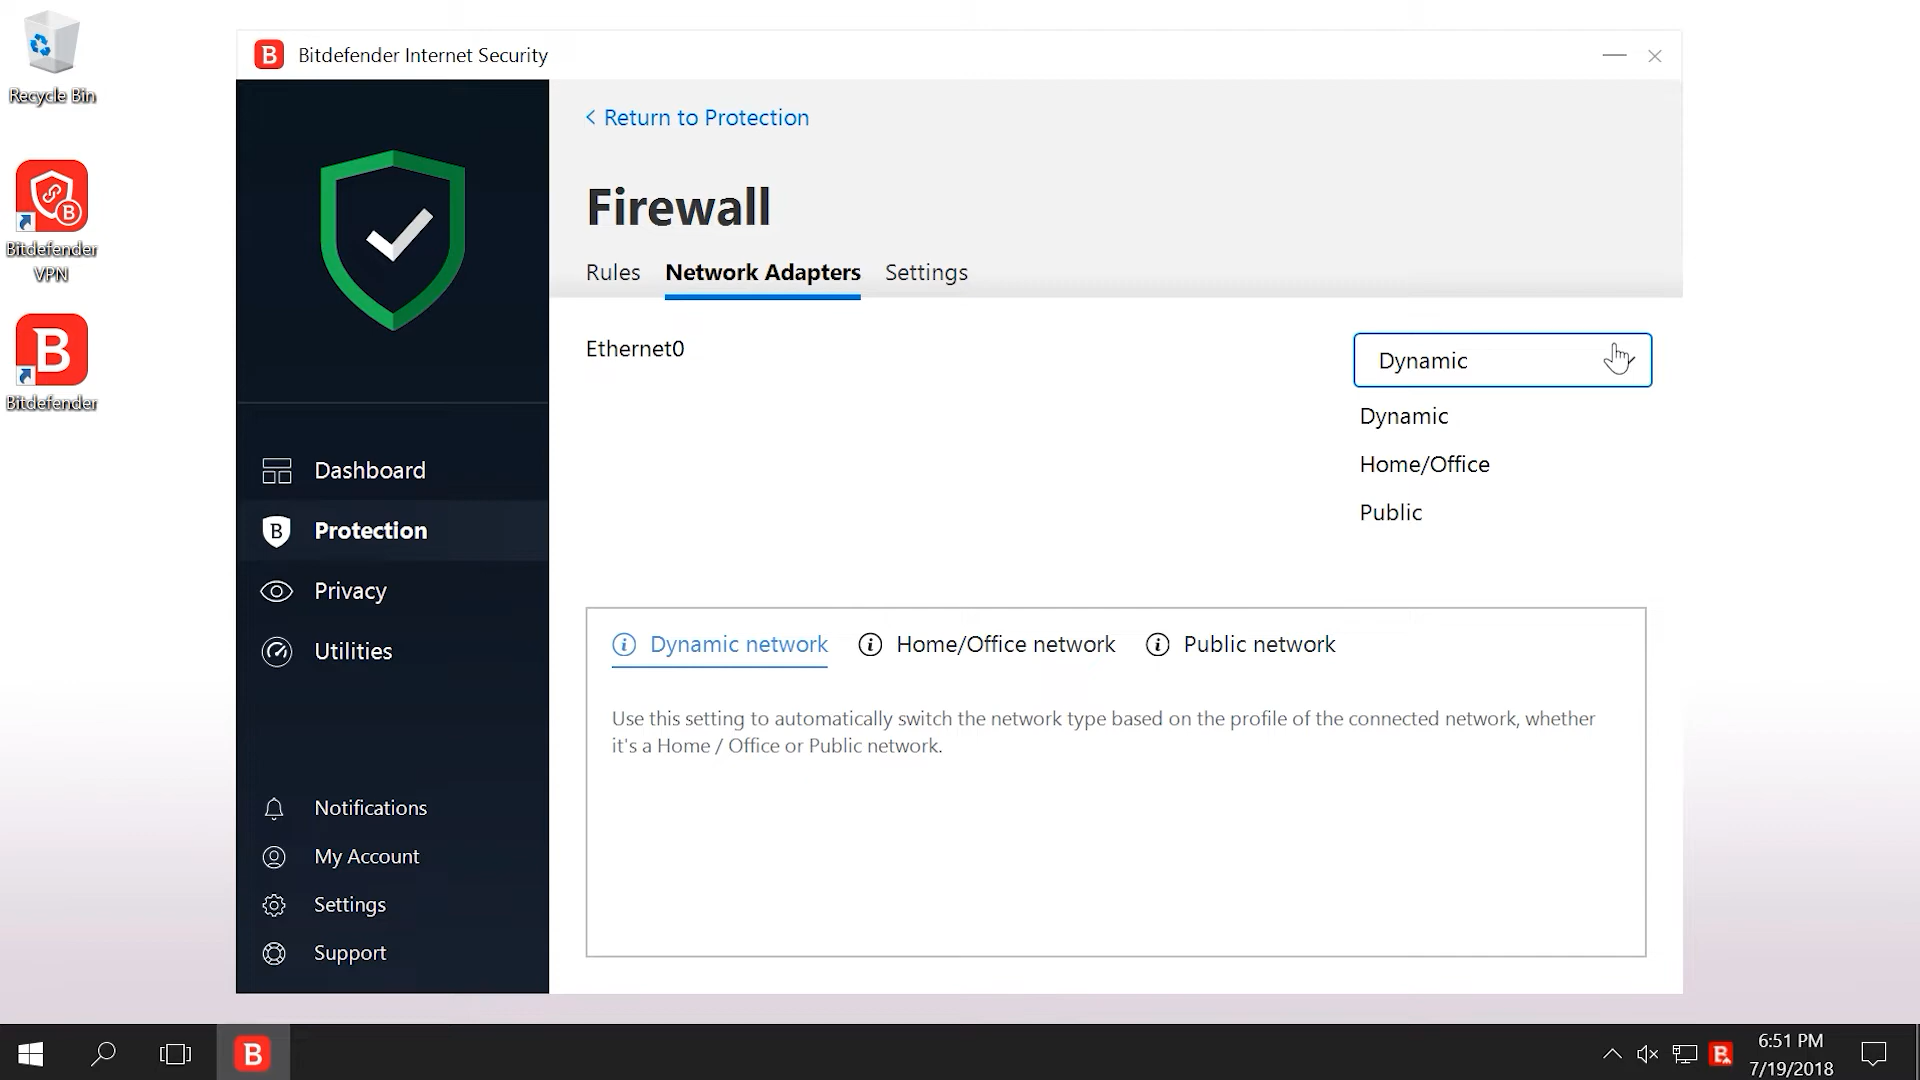 Recycle Bin
Bitdefender
VPN
Bitdefender
B Bitdefender Internet Security
Dashboard
B Protection
Privacy
Utilities
Notifications
My Account
Settings
Support
< Return to Protection
Firewall
Rules Network Adapters Settings
Ethernet0
Dynamic
Dynamic
Home/Office
Public
Dynamic network Home/Office network Public network
Use this setting to automatically switch the network type based on the profile of the connected network, whether
it's a Home / Office or Public network.
B
6:51 PM
7/19/2018